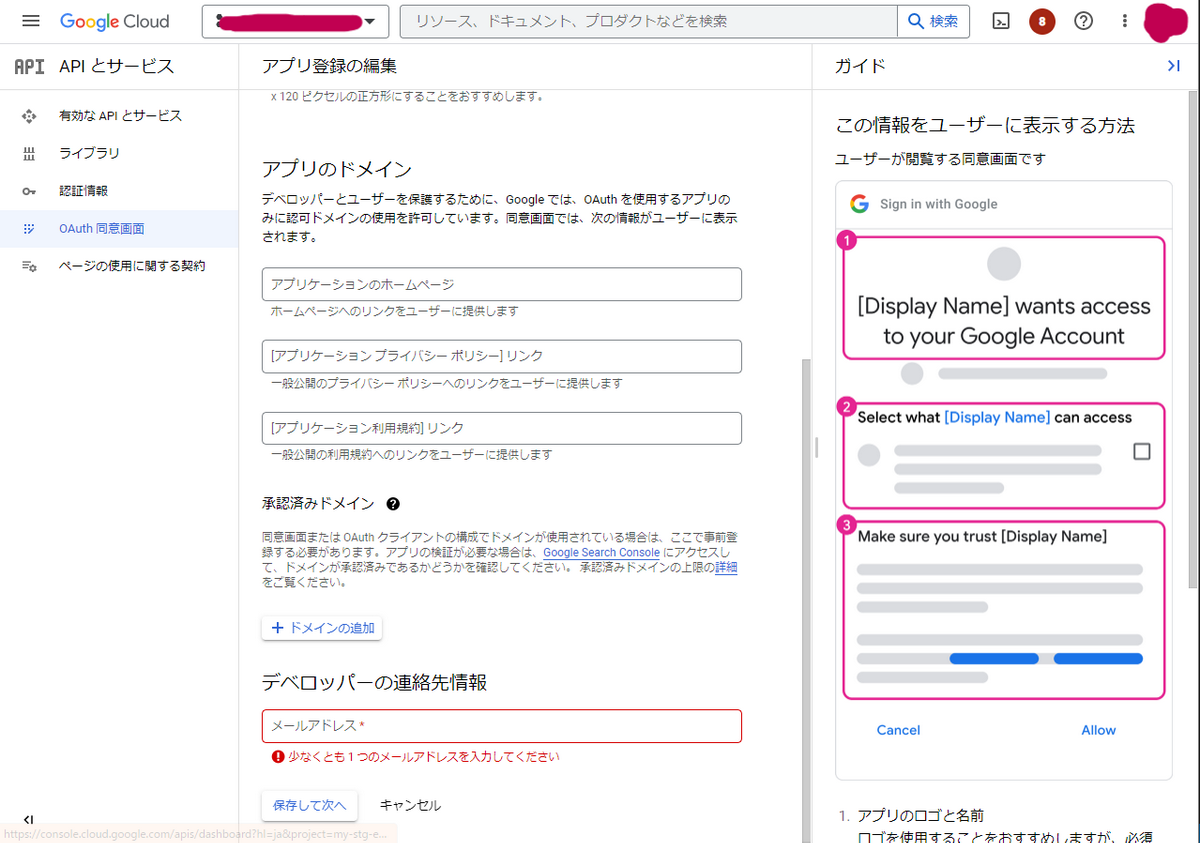 Google Cloud
リソース、ドキュメント、プロダクトなどを検索
検索
8
API
API とサービス
有効な API とサービス
ライブラリ
認証情報
OAuth 同意画面
ページの使用に関する契約
アプリ登録の編集
x 120 ピクセルの正方形にすることをおすすめします。
アプリのドメイン
デベロッパーとユーザーを保護するために、Google では、OAuth を使用するアプリの
みに認可ドメインの使用を許可しています。同意画面では、次の情報がユーザーに表示
されます。
アプリケーションのホームページ
ホームページへのリンクをユーザーに提供します
[アプリケーション プライバシー ポリシー] リンク
一般公開のプライバシー ポリシーへのリンクをユーザーに提供します
[アプリケーション利用規約] リンク
一般公開の利用規約へのリンクをユーザーに提供します
承認済みドメイン
同意画面または OAuth クライアントの構成でドメインが使用されている場合は、ここで事前登
録する必要があります。アプリの検証が必要な場合は、Google Search Console にアクセスし
て、ドメインが承認済みであるかどうかを確認してください。 承認済みドメインの上限の詳細
をご覧ください。
+ ドメインの追加
デベロッパーの連絡先情報
メールアドレス *
少なくとも 1 つのメールアドレスを入力してください
保存して次へ
キャンセル
https://console.cloud.google.com/apis/dashboard?hl=ja&project=my-stg-e...
ガイド
この情報をユーザーに表示する方法
ユーザーが閲覧する同意画面です
Sign in with Google
1
[Display Name] wants access
to your Google Account
2
Select what [Display Name] can access
3
Make sure you trust [Display Name]
Cancel
Allow
1. アプリのロゴと名前
ロゴを使用することをおすすめしますが、必須